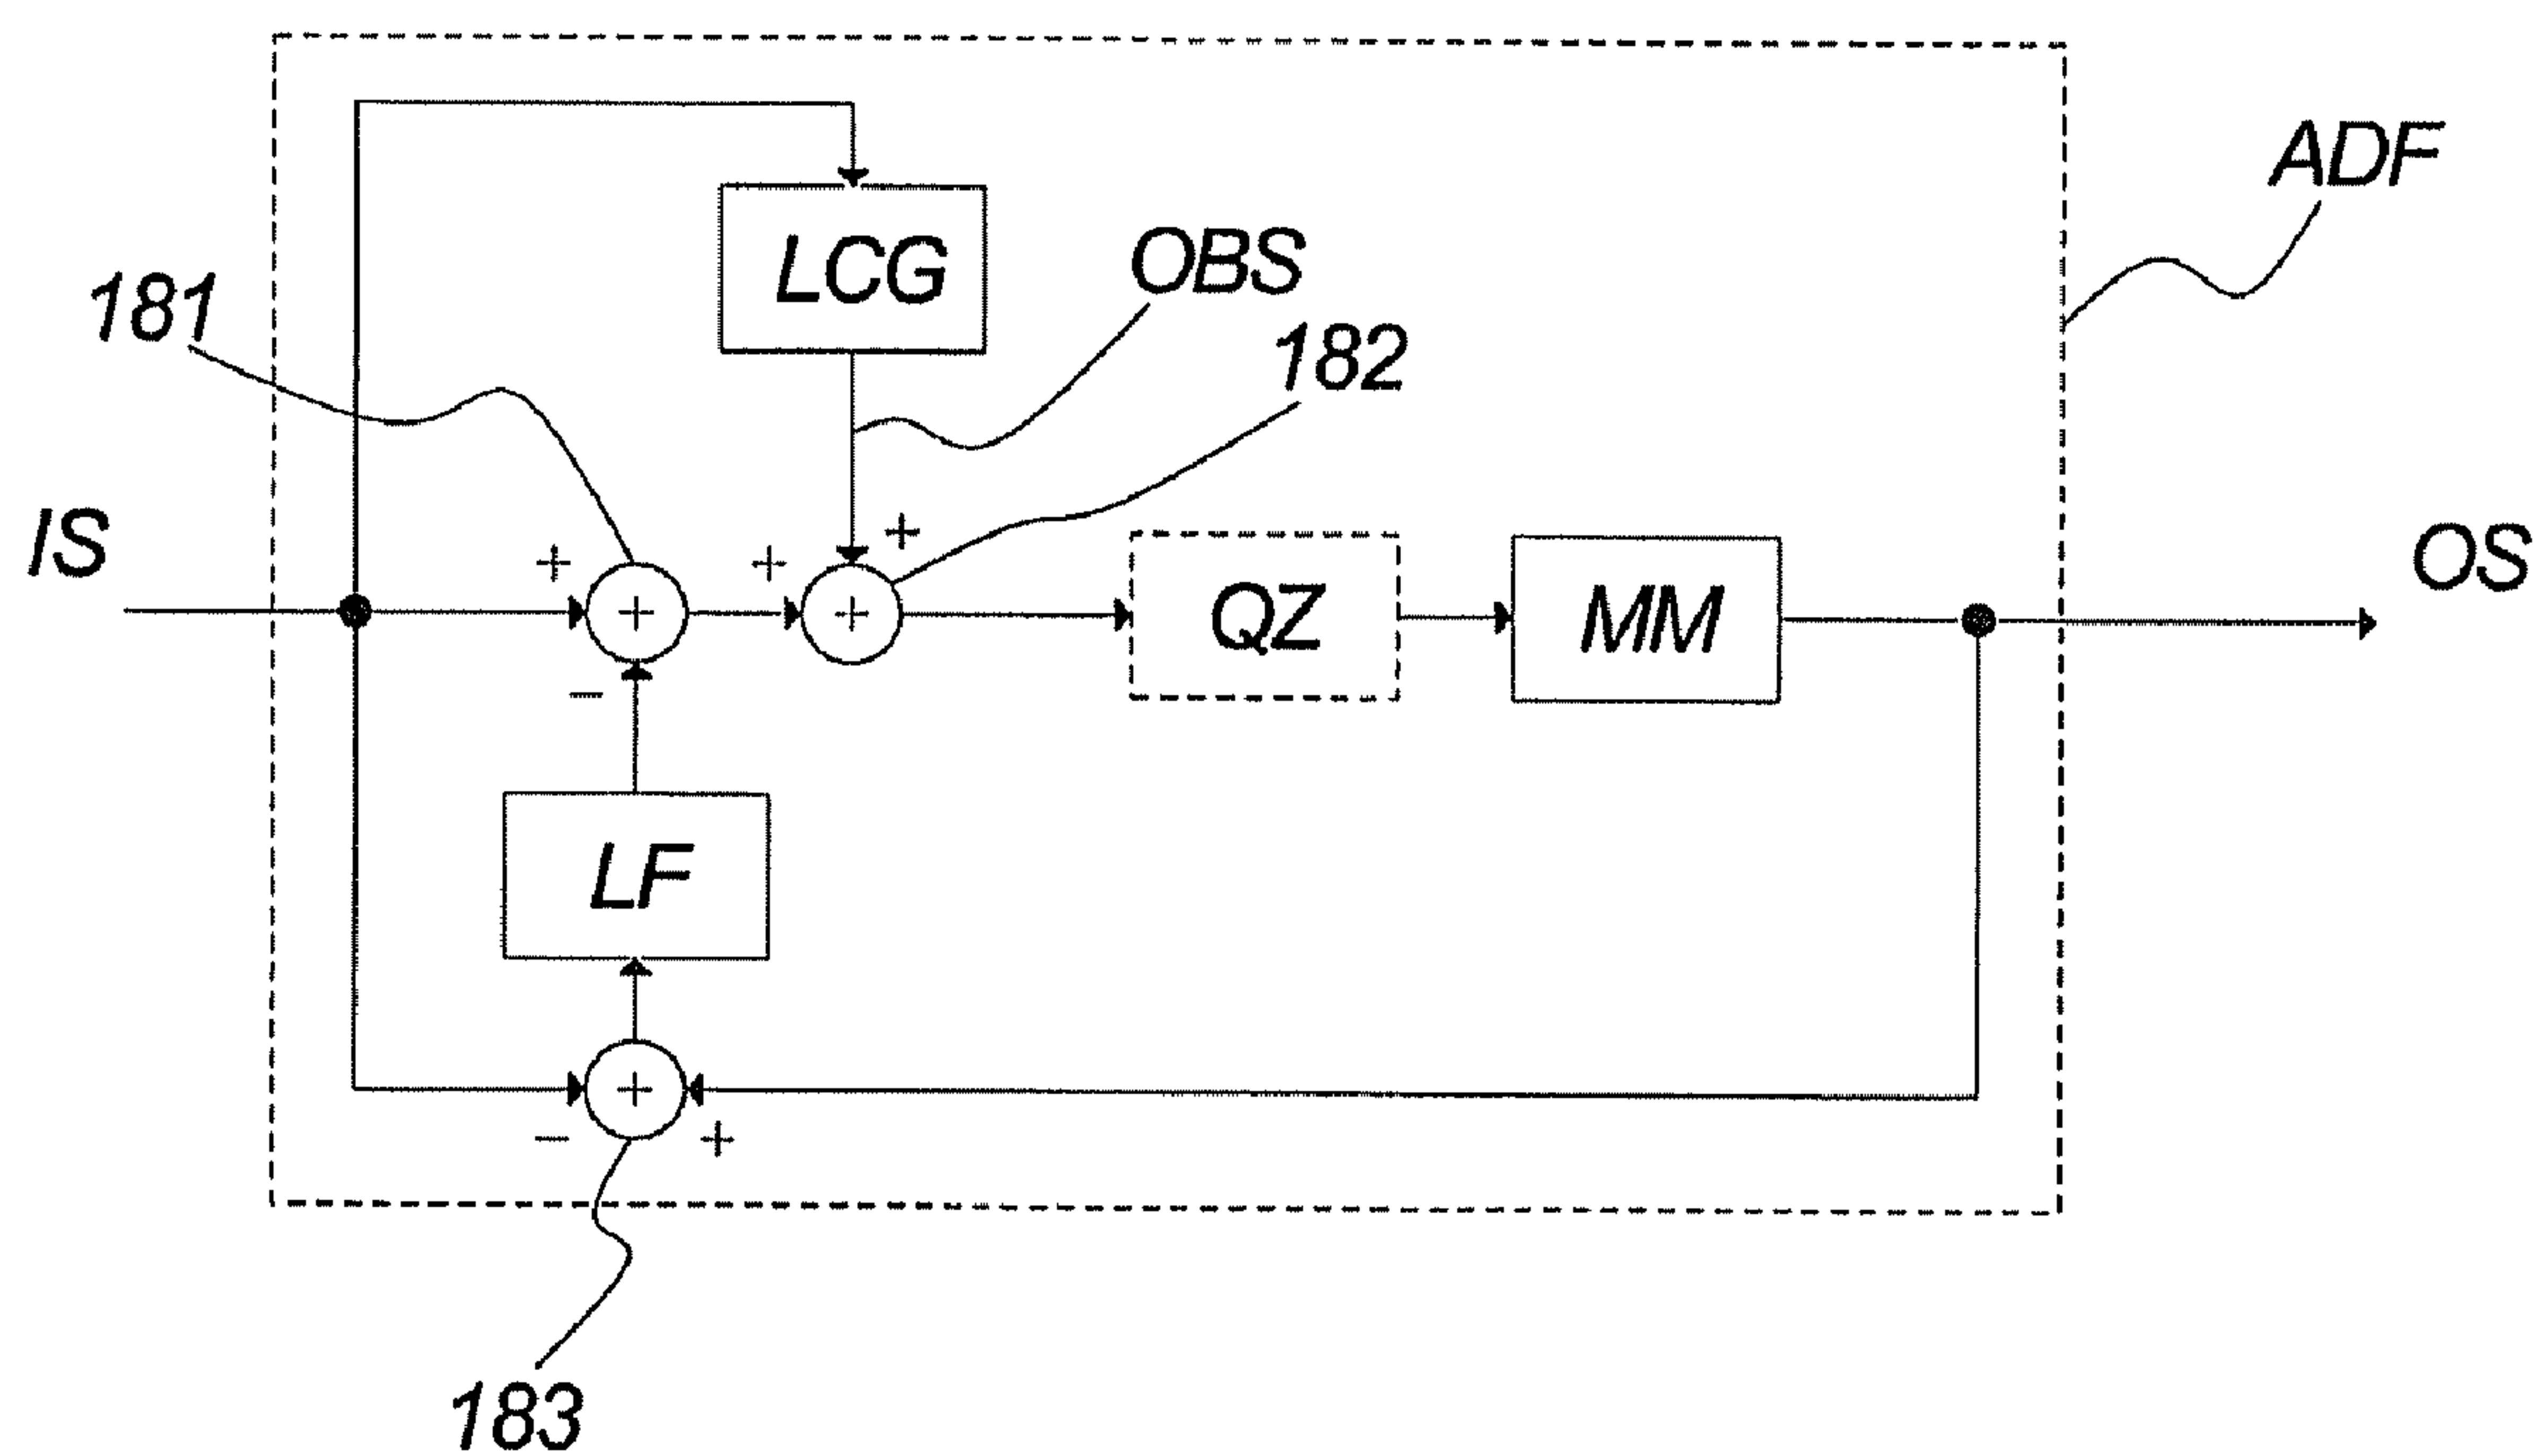 ADF
LCG
OBS
181
182
IS
+
+
+
+
+
QZ
MM
OS
−
LF
+
−
+
183